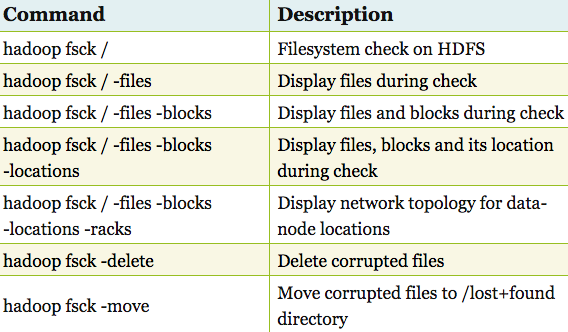 Command Description
hadoop fsck / Filesystem check on HDFS
hadoop fsck / -files Display files during check
hadoop fsck / -files -blocks Display files and blocks during check
hadoop fsck / -files -blocks
-locations
Display files, blocks and its location
during check
hadoop fsck / -files -blocks
-locations -racks
Display network topology for data-
node locations
hadoop fsck -delete Delete corrupted files
hadoop fsck -move Move corrupted files to /lost+found
directory